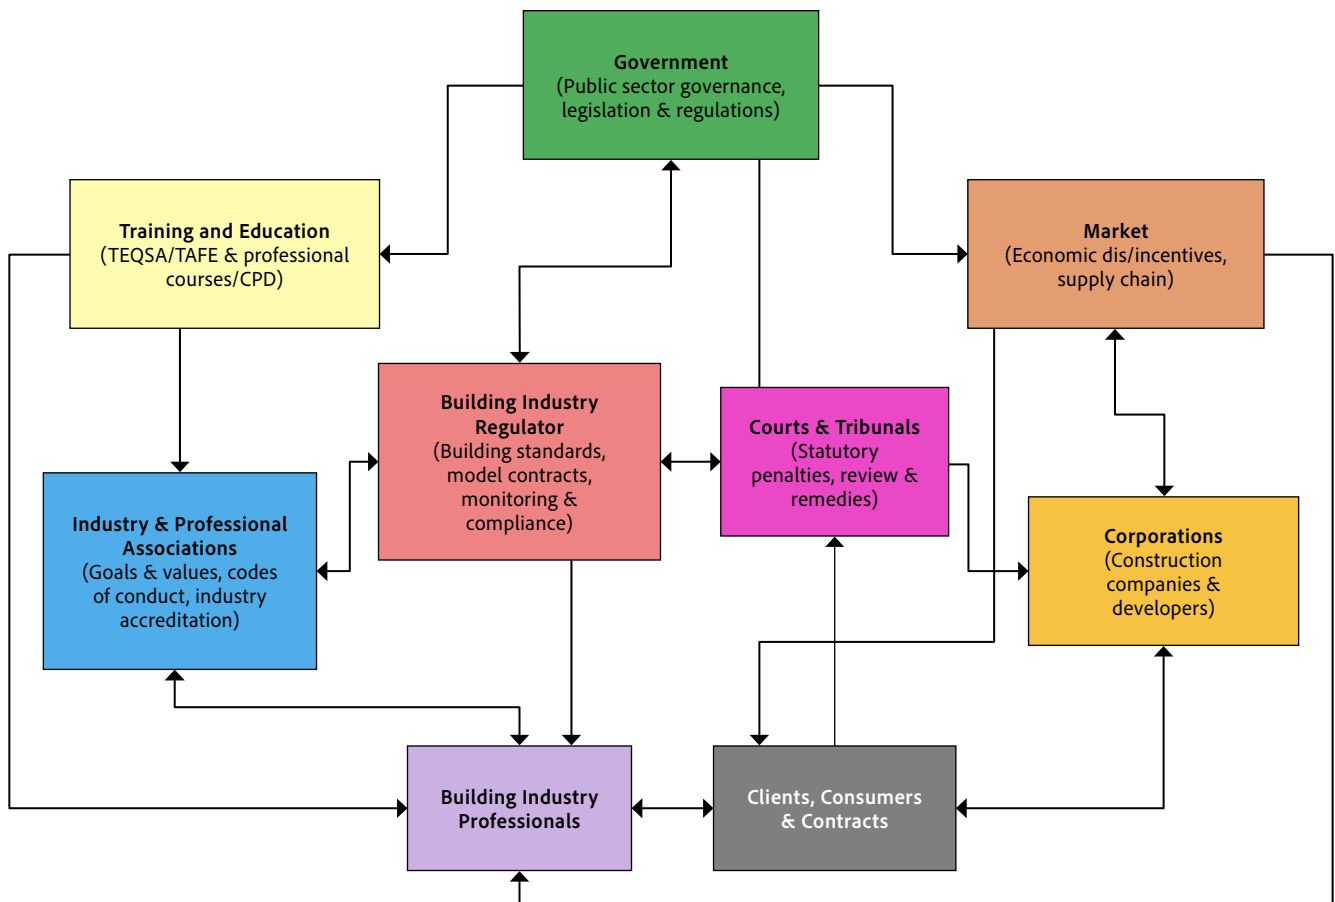 Government
(Public sector governance,
legislation & regulations)
Training and Education
(TEQSA/TAFE & professional
courses/CPD)
Market
(Economic dis/incentives,
supply chain)
Building Industry
Regulator
(Building standards,
model contracts,
monitoring &
compliance)
Courts & Tribunals
(Statutory
penalties, review &
remedies)
Industry & Professional
Associations
(Goals & values, codes
of conduct, industry
accreditation)
Corporations
(Construction
companies &
developers)
Building Industry
Professionals
Clients, Consumers
& Contracts